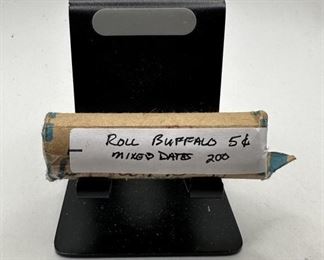 ROLL BUFFALO 5¢
MIXED DATES 200